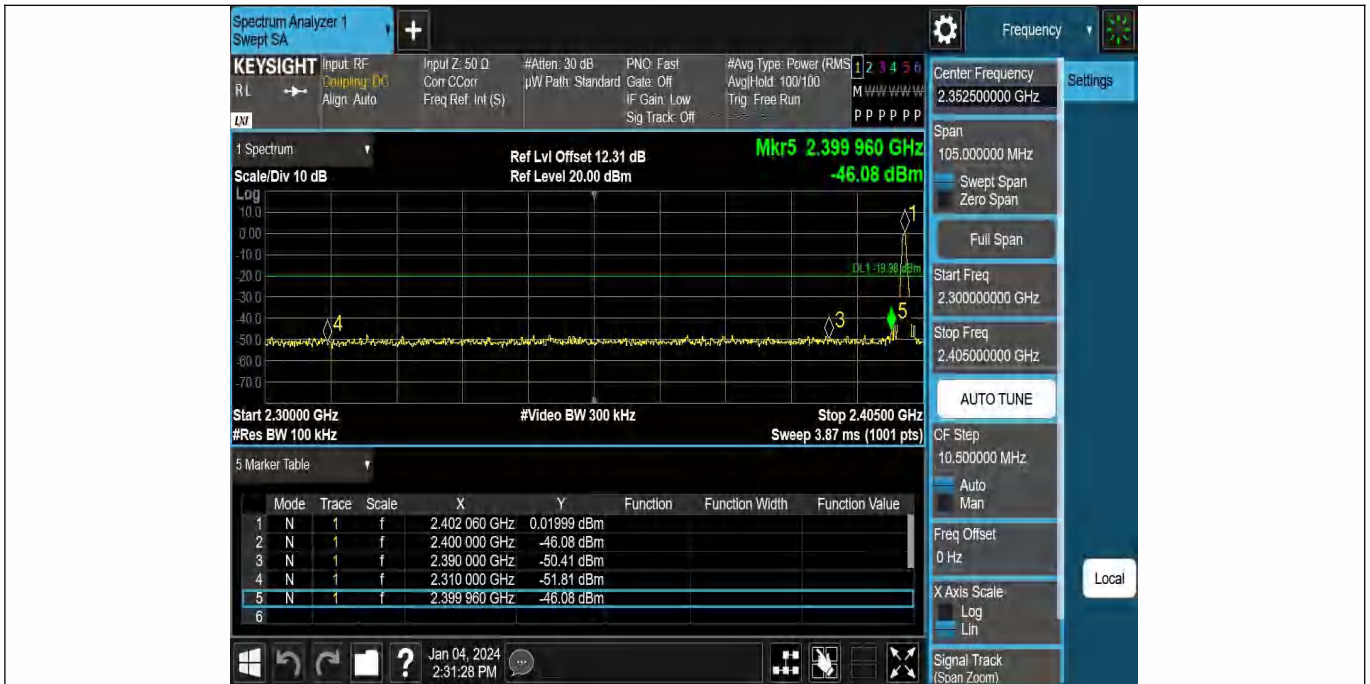 Spectrum Analyzer 1
Swept SA
+
Frequency
KEYSIGHT
RL
LXI
Input: RF
Coupling: DC
Align: Auto
Input Z: 50 Ω
Corr CCorr
Freq Ref: Int (S)
#Atten: 30 dB
µW Path: Standard
PNO: Fast
Gate: Off
IF Gain: Low
Sig Track: Off
#Avg Type: Power (RMS
Avg|Hold: 100/100
Trig: Free Run
1 2 3 4 5 6
M W W W W W
P P P P P P
Center Frequency
2.352500000 GHz
Settings
1 Spectrum
Scale/Div 10 dB
Ref Lvl Offset 12.31 dB
Ref Level 20.00 dBm
Mkr5 2.399 960 GHz
-46.08 dBm
Span
105.000000 MHz
Swept Span
Zero Span
Full Span
Log
10.0
0.00
-10.0
-20.0
-30.0
-40.0
-50.0
-60.0
-70.0
1
DL1 -19.98 dBm
4
3
5
Start Freq
2.300000000 GHz
Stop Freq
2.405000000 GHz
AUTO TUNE
Start 2.30000 GHz
#Video BW 300 kHz
Stop 2.40500 GHz
#Res BW 100 kHz
Sweep 3.87 ms (1001 pts)
CF Step
10.500000 MHz
Auto
Man
5 Marker Table
Mode Trace Scale X Y Function Function Width Function Value
1 N 1 f 2.402 060 GHz 0.01999 dBm
2 N 1 f 2.400 000 GHz -46.08 dBm
3 N 1 f 2.390 000 GHz -50.41 dBm
4 N 1 f 2.310 000 GHz -51.81 dBm
5 N 1 f 2.399 960 GHz -46.08 dBm
6
Freq Offset
0 Hz
X Axis Scale
Log
Lin
Local
Signal Track
(Span Zoom)
?
Jan 04, 2024
2:31:28 PM